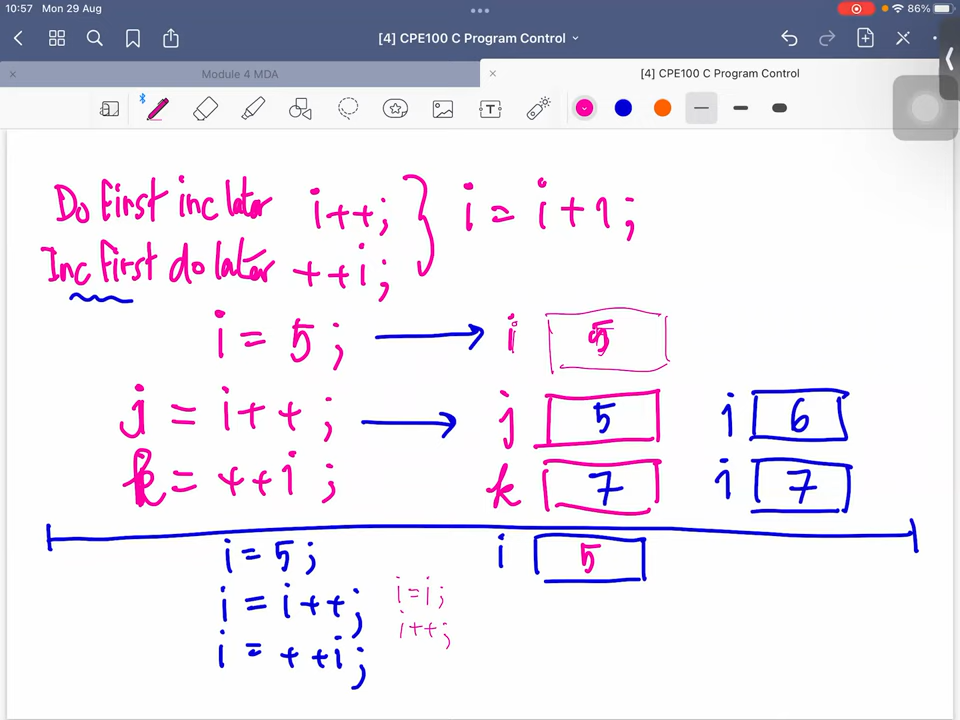 10:57 Mon 29 Aug
86%
[4] CPE100 C Program Control
Module 4 MDA
[4] CPE100 C Program Control
Do first inc later i++; } i = i+1;
Inc first do later ++i;
i = 5; i 5
j = i++; j 5 i 6
k = ++i; k 7 i 7
i = 5; i 5
i = i++; i=i;
i++;
i = ++i;